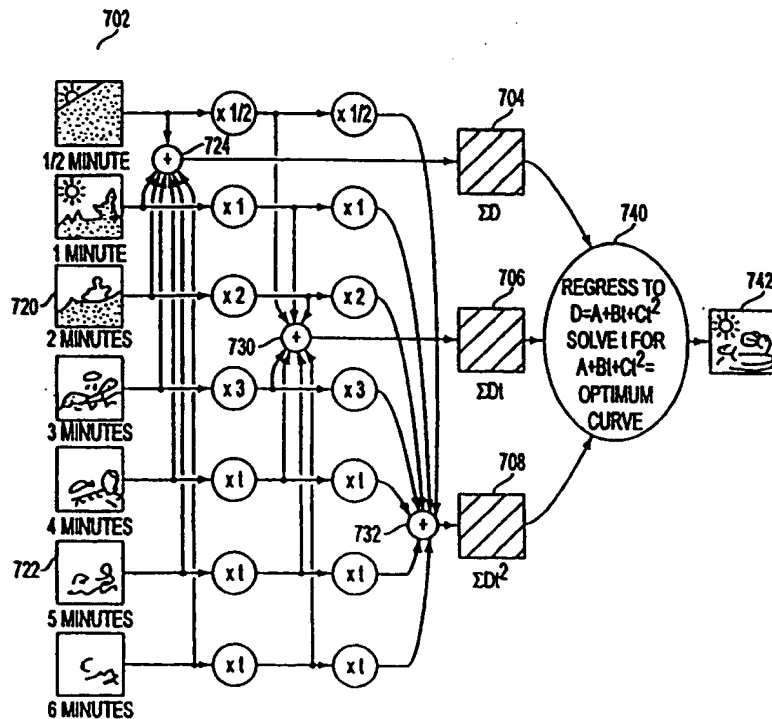 702
x 1/2
x 1/2
704
1/2 MINUTE
+
724
ΣD
x 1
x 1
1 MINUTE
740
720
x 2
x 2
706
REGRESS TO
D=A+Bt+Ct²
SOLVE t FOR
A+Bt+Ct²=
OPTIMUM
CURVE
742
2 MINUTES
730
+
ΣDt
x 3
x 3
3 MINUTES
x t
x t
708
4 MINUTES
732
+
722
ΣDt²
x t
x t
5 MINUTES
x t
x t
6 MINUTES